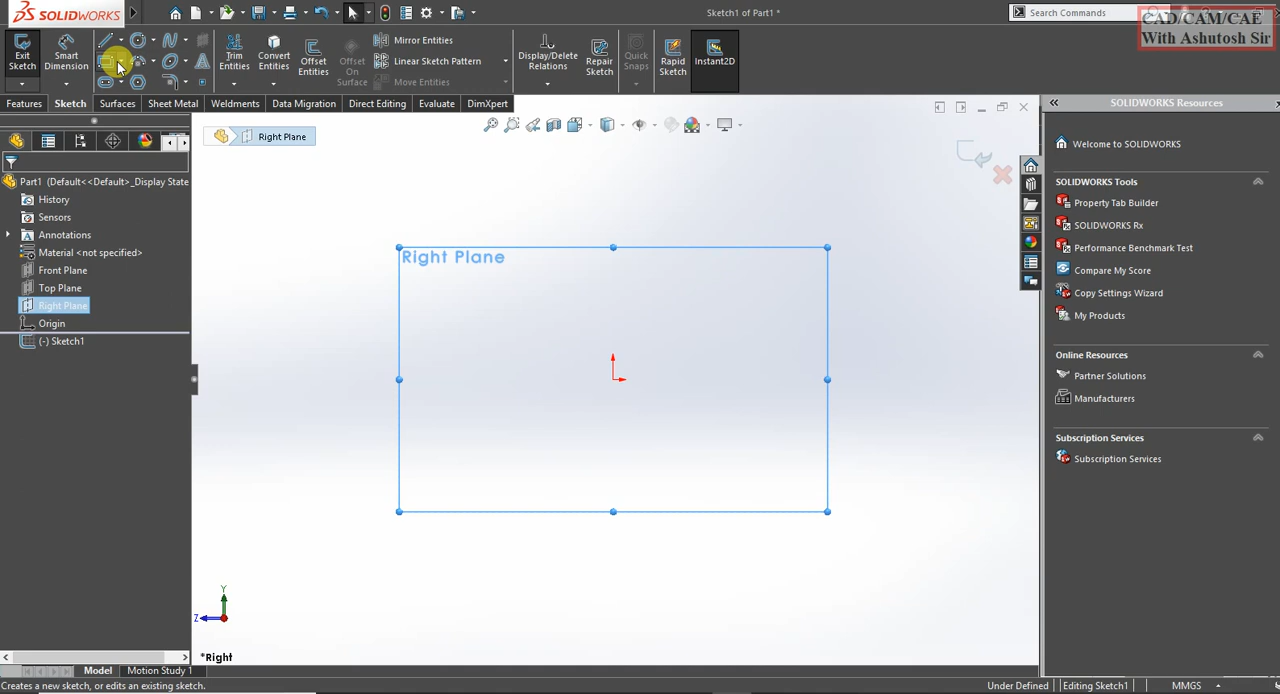 SOLIDWORKS
Sketch1 of Part1 *
Search Commands
CAD/CAM/CAE
With Ashutosh Sir
Exit Sketch
Smart Dimension
Trim Entities
Convert Entities
Offset Entities
Offset On Surface
Mirror Entities
Linear Sketch Pattern
Move Entities
Display/Delete Relations
Repair Sketch
Quick Snaps
Rapid Sketch
Instant2D
Features
Sketch
Surfaces
Sheet Metal
Weldments
Data Migration
Direct Editing
Evaluate
DimXpert
Right Plane
SOLIDWORKS Resources
Welcome to SOLIDWORKS
SOLIDWORKS Tools
Property Tab Builder
SOLIDWORKS Rx
Performance Benchmark Test
Compare My Score
Copy Settings Wizard
My Products
Online Resources
Partner Solutions
Manufacturers
Subscription Services
Subscription Services
Part1 (Default<<Default>_Display State
History
Sensors
Annotations
Material <not specified>
Front Plane
Top Plane
Right Plane
Origin
(-) Sketch1
Right Plane
Y
Z
*Right
Model
Motion Study 1
Creates a new sketch, or edits an existing sketch.
Under Defined
Editing Sketch1
MMGS